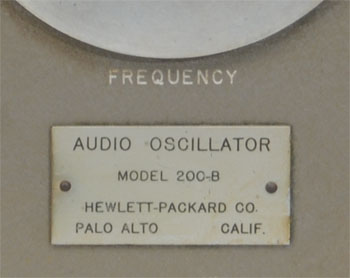 FREQUENCY
AUDIO OSCILLATOR
MODEL 200-B
HEWLETT-PACKARD CO.
PALO ALTO CALIF.